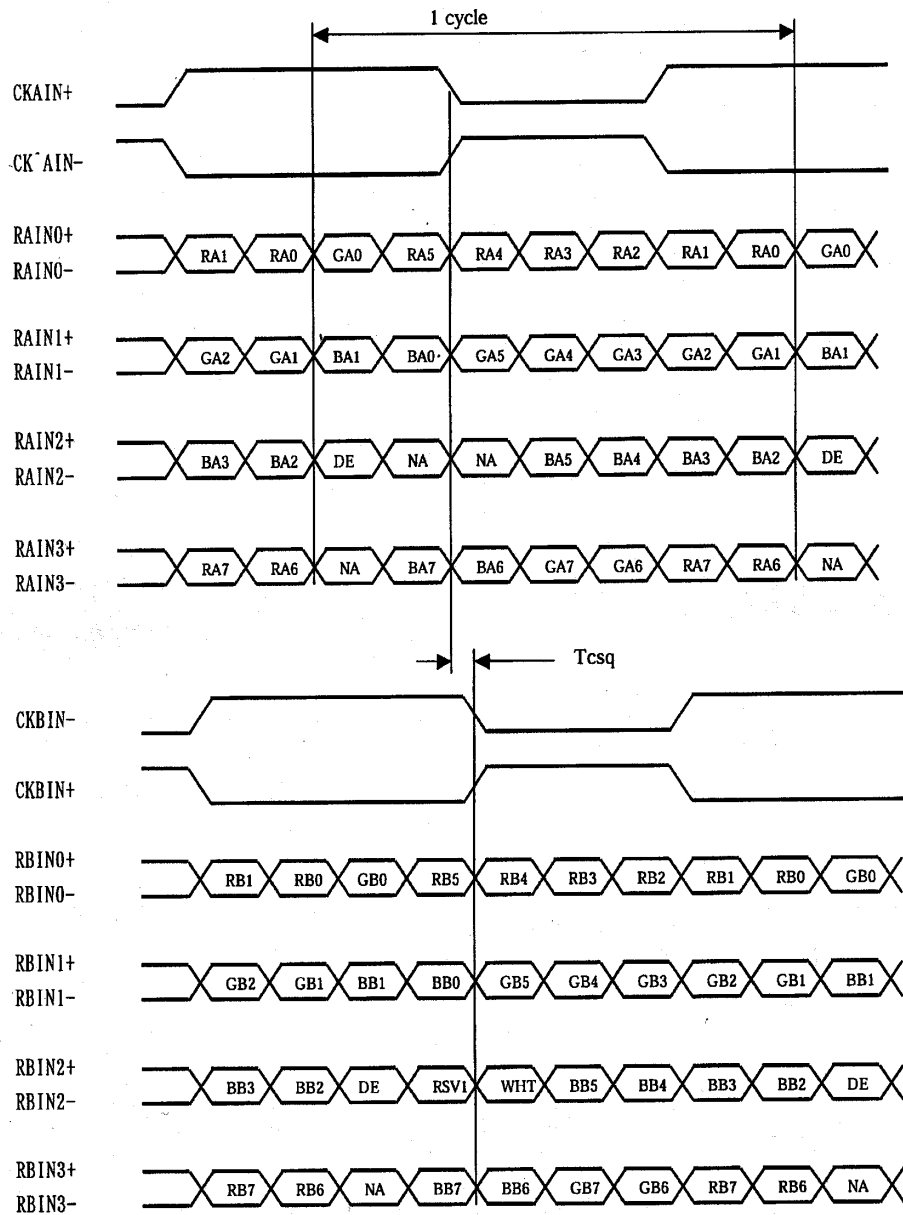 1 cycle
CKAIN+
CK AIN-
RAIN0+
RA1 RA0 GA0 RA5 RA4 RA3 RA2 RA1 RA0 GA0
RAIN0-
RAIN1+
GA2 GA1 BA1 BA0 GA5 GA4 GA3 GA2 GA1 BA1
RAIN1-
RAIN2+
BA3 BA2 DE NA NA BA5 BA4 BA3 BA2 DE
RAIN2-
RAIN3+
RA7 RA6 NA BA7 BA6 GA7 GA6 RA7 RA6 NA
RAIN3-
Tcsq
CKBIN-
CKBIN+
RBIN0+
RB1 RB0 GB0 RB5 RB4 RB3 RB2 RB1 RB0 GB0
RBIN0-
RBIN1+
GB2 GB1 BB1 BB0 GB5 GB4 GB3 GB2 GB1 BB1
RBIN1-
RBIN2+
BB3 BB2 DE RSV1 WHT BB5 BB4 BB3 BB2 DE
RBIN2-
RBIN3+
RB7 RB6 NA BB7 BB6 GB7 GB6 RB7 RB6 NA
RBIN3-